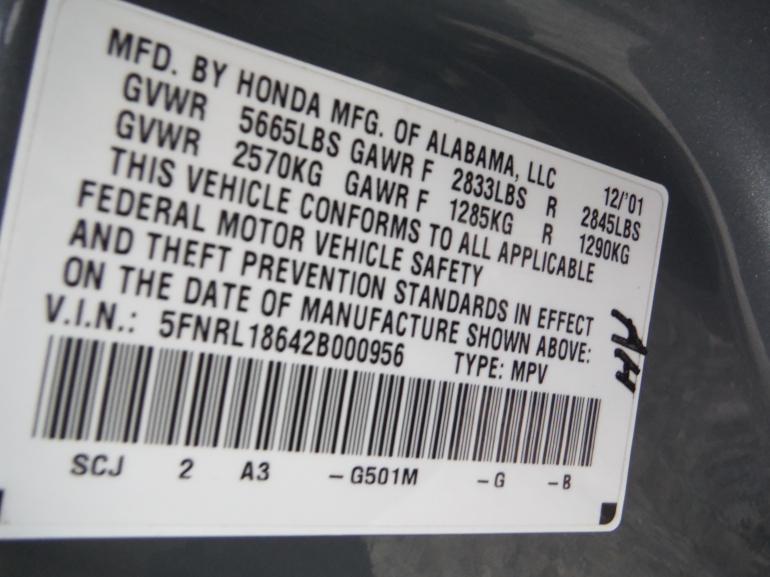 MFD. BY HONDA MFG. OF ALABAMA, LLC 12/'01
GVWR 5665LBS GAWR F 2833LBS R 2845LBS
GVWR 2570KG GAWR F 1285KG R 1290KG
THIS VEHICLE CONFORMS TO ALL APPLICABLE
FEDERAL MOTOR VEHICLE SAFETY
AND THEFT PREVENTION STANDARDS IN EFFECT
ON THE DATE OF MANUFACTURE SHOWN ABOVE:
V.I.N.: 5FNRL18642B000956 TYPE: MPV
SCJ 2 A3 -G501M -G -B
AH